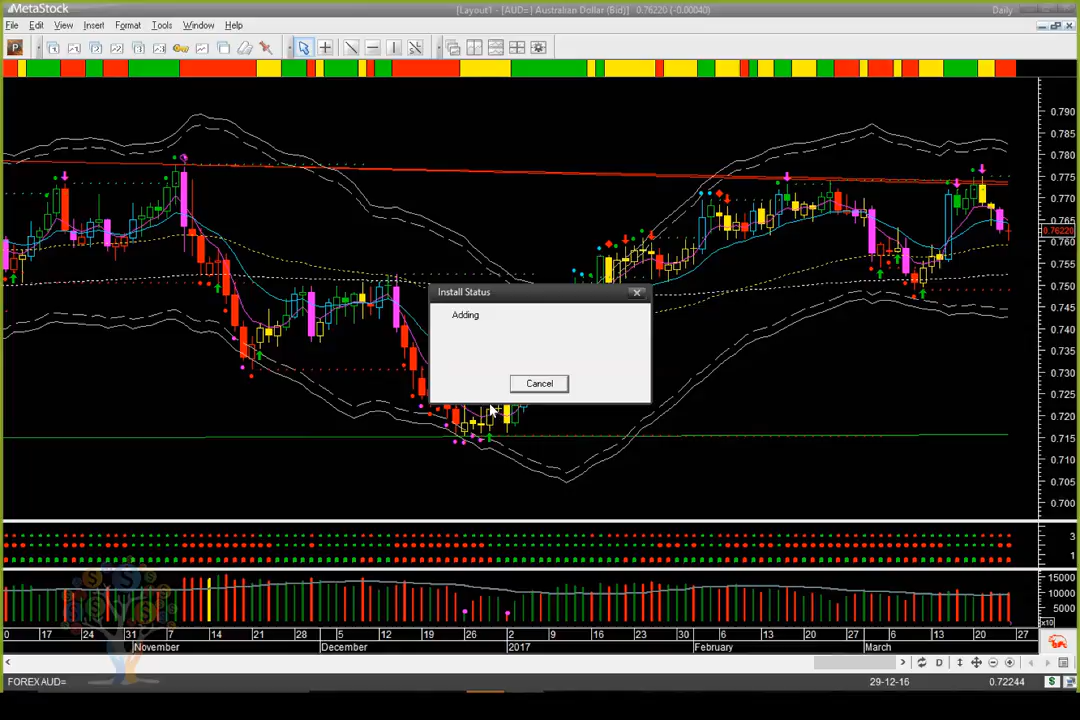 MetaStock
[Layout1 - [AUD= | Australian Dollar (Bid)] 0.76220 (-0.00040)]
Daily
File Edit View Insert Format Tools Window Help
0.790
0.785
0.780
0.775
0.770
0.765
0.76220
0.760
0.755
0.750
0.745
0.740
0.735
0.730
0.725
0.720
0.715
0.710
0.705
0.700
Install Status
Adding
Cancel
3
1
15000
10000
5000
x10
0 17 24 31 7 14 21 28 5 12 19 26 2 9 16 23 30 6 13 20 27 6 13 20 27
November December 2017 February March
D
FOREXAUD= 29-12-16 0.72244